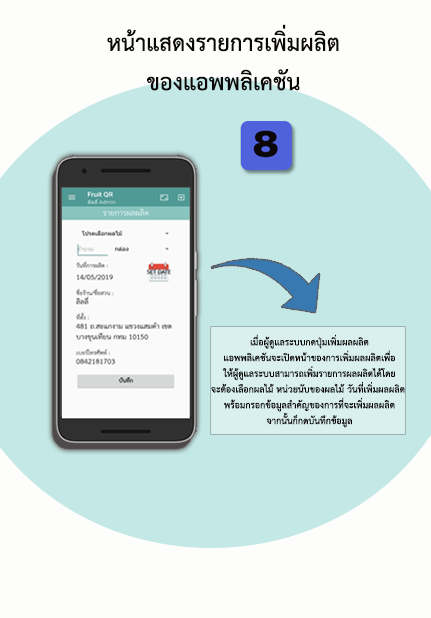 หน้าแสดงรายการเพิ่มผลิต
ของแอพพลิเคชัน
8
Fruit QR
ลิลลี่ Admin
รายการผลผลิต
โปรดเลือกผลไม้
จำนวน กล่อง
วันที่การผลิต :
SET DATE
14/05/2019
ชื่อร้าน/ชื่อสวน :
ลิลลี่
ที่ตั้ง :
481 ถ.สะแกงาม แขวงแสมดำ เขต
บางขุนเทียน กทม 10150
เบอร์โทรศัพท์ :
0842181703
บันทึก
เมื่อผู้ดูแลระบบกดปุ่มเพิ่มผลผลิต
แอพพลิเคชันจะเปิดหน้าของการเพิ่มผลผลิตเพื่อ
ให้ผู้ดูแลระบบสามารถเพิ่มรายการผลผลิตได้โดย
จะต้องเลือกผลไม้ หน่วยนับของผลไม้ วันที่เพิ่มผลผลิต
พร้อมกรอกข้อมูลสำคัญของการที่จะเพิ่มผลผลิต
จากนั้นก็กดบันทึกข้อมูล